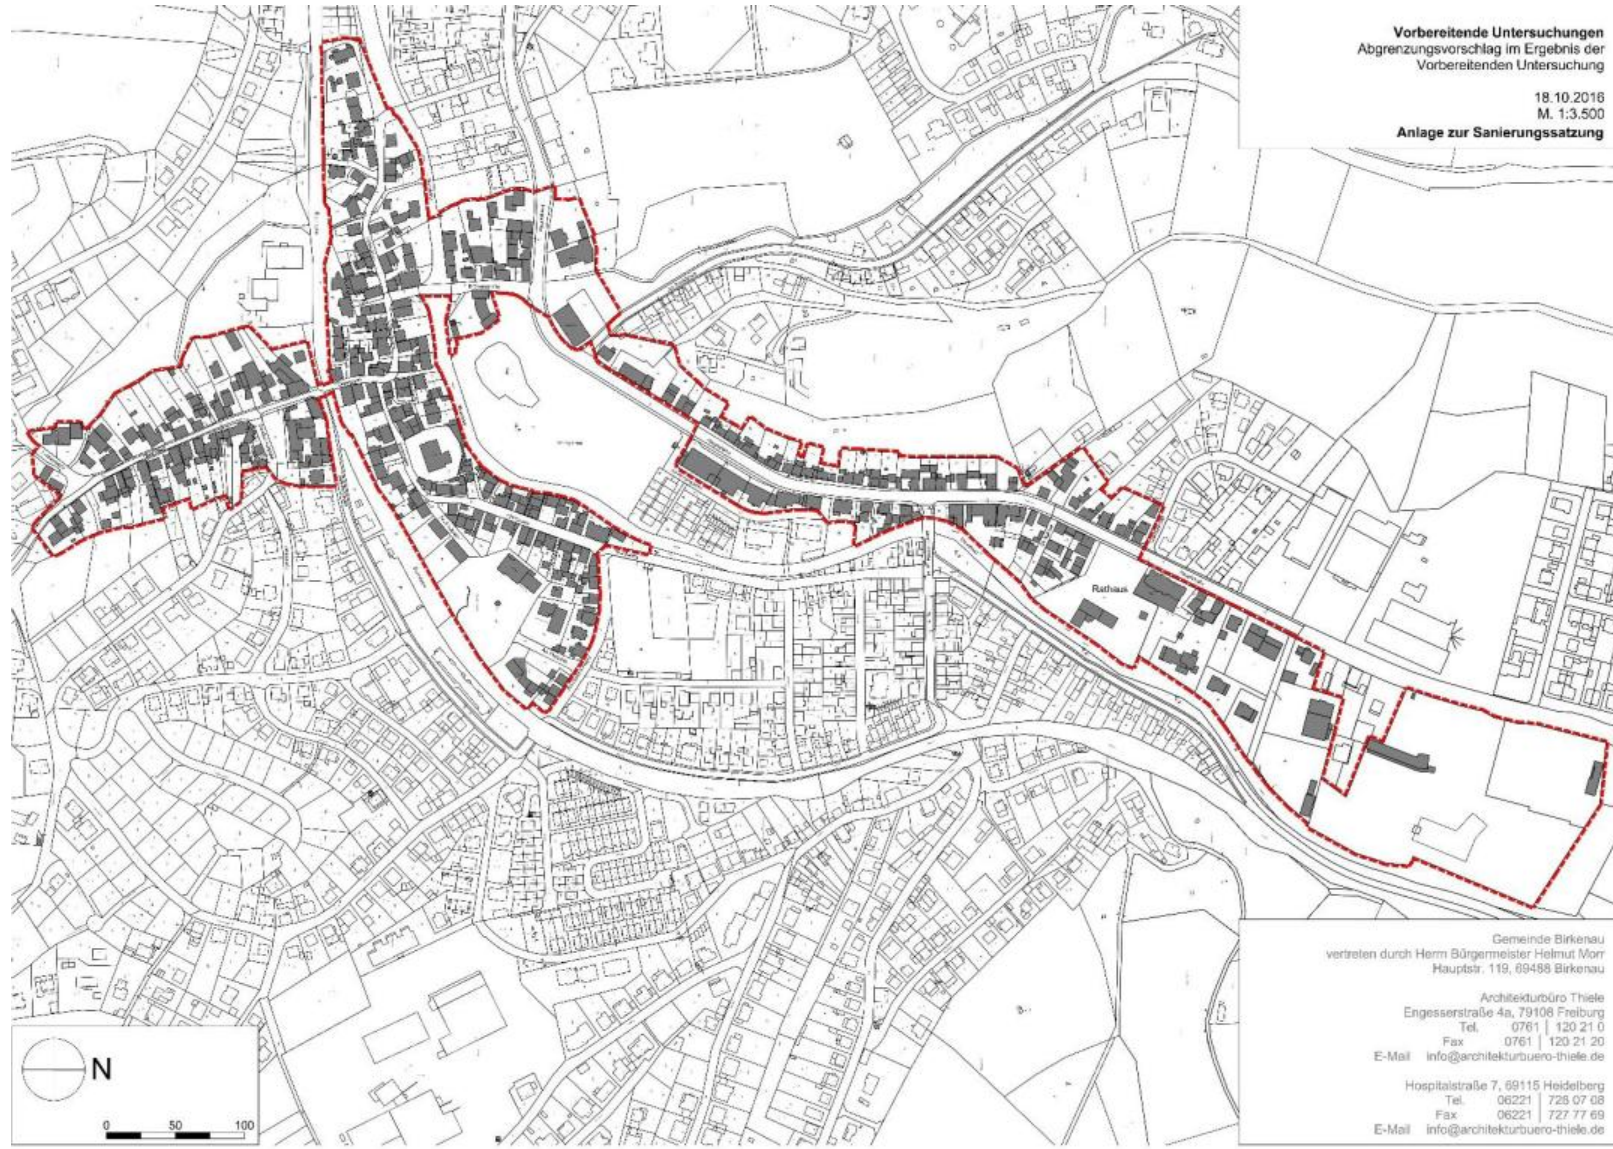 Vorbereitende Untersuchungen
Abgrenzungsvorschlag im Ergebnis der
Vorbereitenden Untersuchung
18.10.2016
M. 1:3.500
Anlage zur Sanierungssatzung
Rathaus
Gemeinde Birkenau
vertreten durch Herrn Bürgermeister Helmut Morr
Hauptstr. 119, 69488 Birkenau
Architekturbüro Thiele
Engesserstraße 4a, 79108 Freiburg
Tel. 0761 | 120 21 0
Fax 0761 | 120 21 20
E-Mail info@architekturbuero-thiele.de
Hospitalstraße 7, 69115 Heidelberg
Tel. 06221 | 728 07 08
Fax 06221 | 727 77 69
E-Mail info@architekturbuero-thiele.de
N
0 50 100